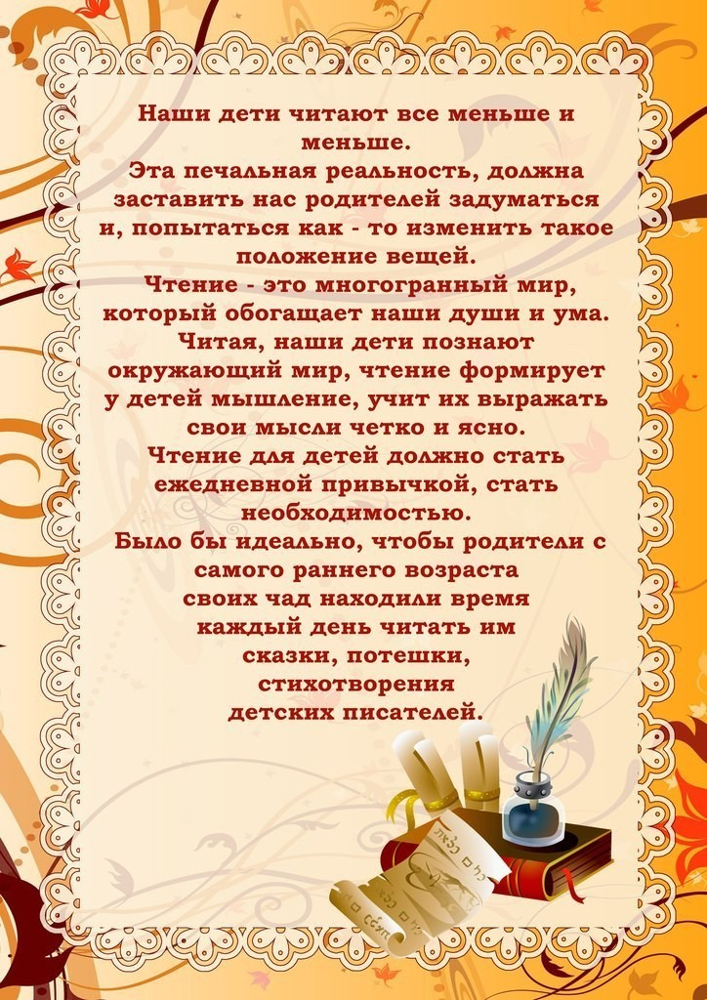 Наши дети читают все меньше и
меньше.
Эта печальная реальность, должна
заставить нас родителей задуматься
и, попытаться как - то изменить такое
положение вещей.
Чтение - это многогранный мир,
который обогащает наши души и ума.
Читая, наши дети познают
окружающий мир, чтение формирует
у детей мышление, учит их выражать
свои мысли четко и ясно.
Чтение для детей должно стать
ежедневной привычкой, стать
необходимостью.
Было бы идеально, чтобы родители с
самого раннего возраста
своих чад находили время
каждый день читать им
сказки, потешки,
стихотворения
детских писателей.